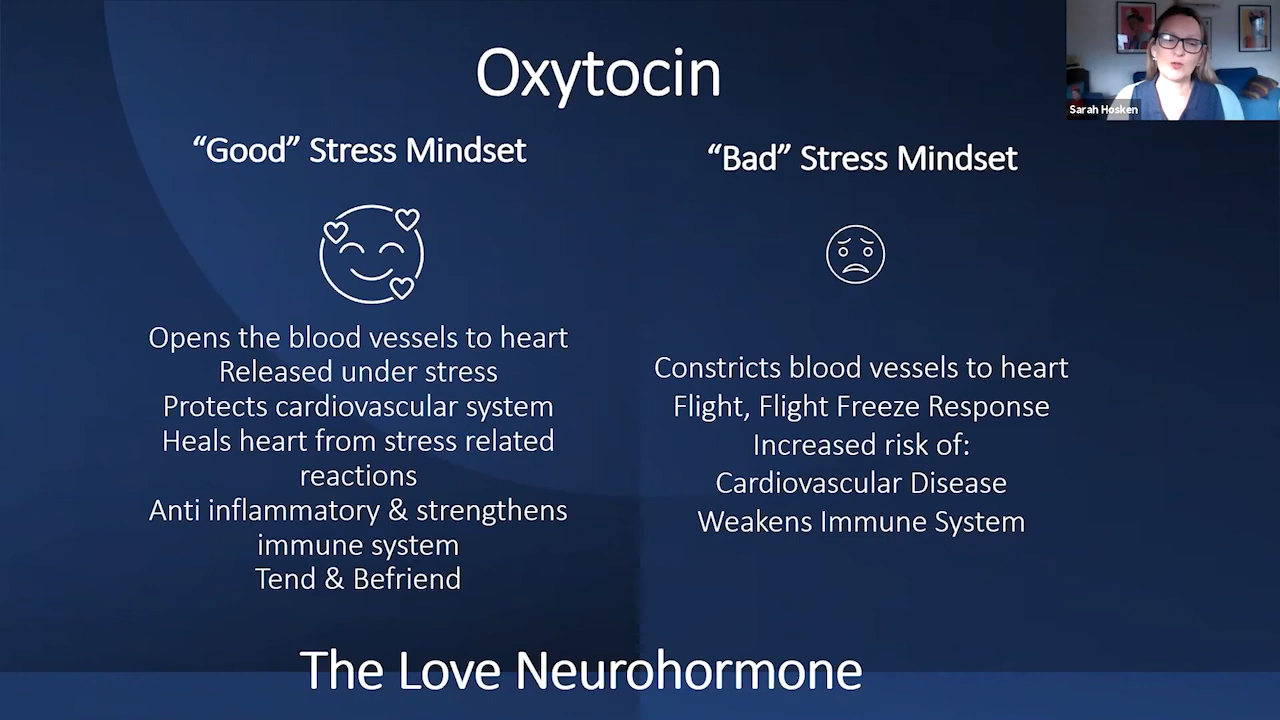 Oxytocin
Sarah Hosken
“Good” Stress Mindset
Opens the blood vessels to heart
Released under stress
Protects cardiovascular system
Heals heart from stress related
reactions
Anti inflammatory & strengthens
immune system
Tend & Befriend
“Bad” Stress Mindset
Constricts blood vessels to heart
Flight, Flight Freeze Response
Increased risk of:
Cardiovascular Disease
Weakens Immune System
The Love Neurohormone